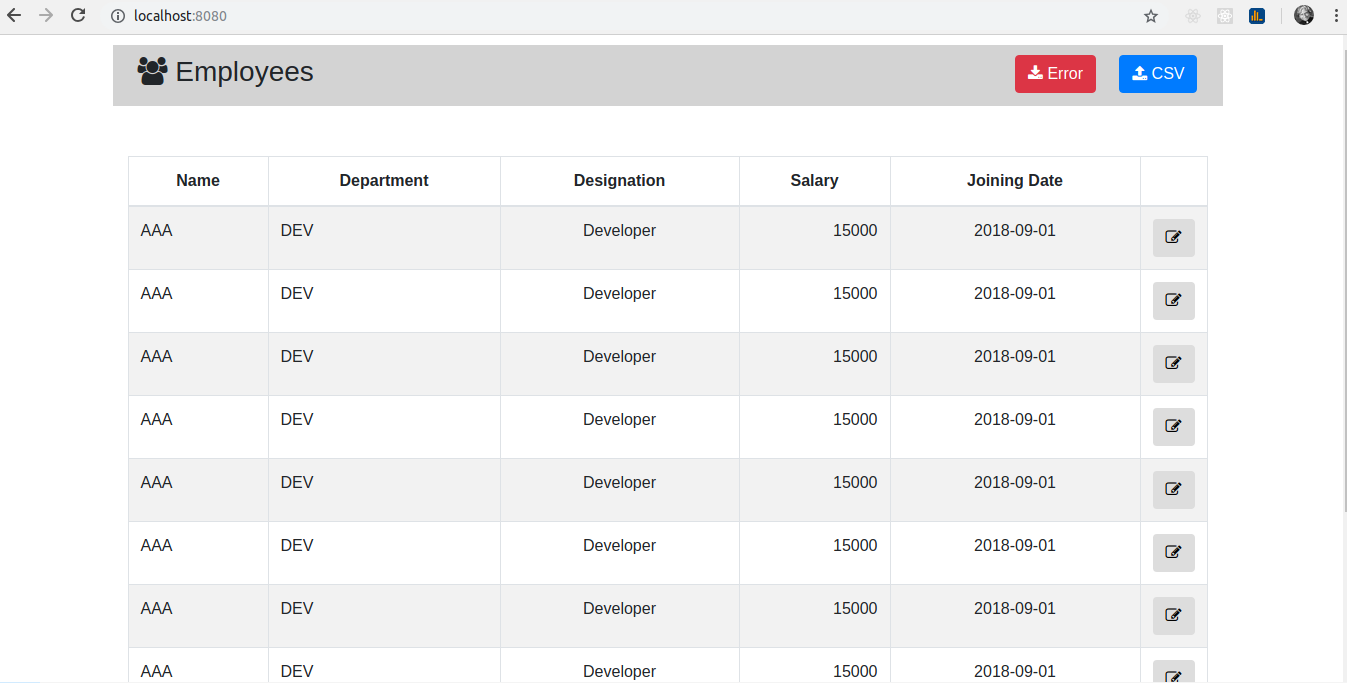 localhost:8080
Employees Error CSV
Name Department Designation Salary Joining Date
AAA DEV Developer 15000 2018-09-01
AAA DEV Developer 15000 2018-09-01
AAA DEV Developer 15000 2018-09-01
AAA DEV Developer 15000 2018-09-01
AAA DEV Developer 15000 2018-09-01
AAA DEV Developer 15000 2018-09-01
AAA DEV Developer 15000 2018-09-01
AAA DEV Developer 15000 2018-09-01